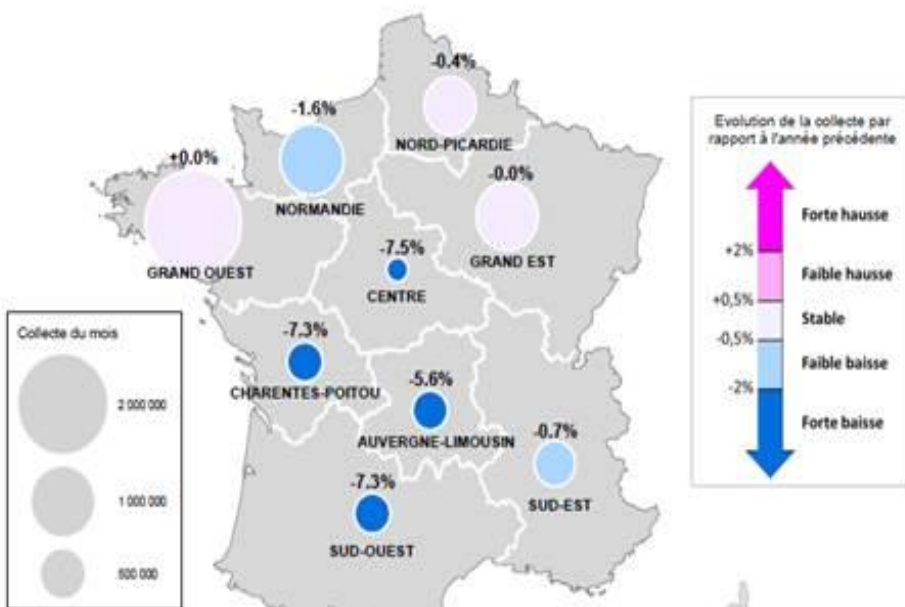 -0.4%
NORD-PICARDIE
-1.6%
NORMANDIE
+0.0%
GRAND OUEST
-0.0%
GRAND EST
-7.5%
CENTRE
-7.3%
CHARENTES-POITOU
-5.6%
AUVERGNE-LIMOUSIN
-0.7%
SUD-EST
-7.3%
SUD-OUEST
Collecte du mois
2 000 000
1 000 000
500 000
Evolution de la collecte par
rapport à l'année précédente
Forte hausse
+2%
Faible hausse
+0,5%
Stable
-0,5%
Faible baisse
-2%
Forte baisse